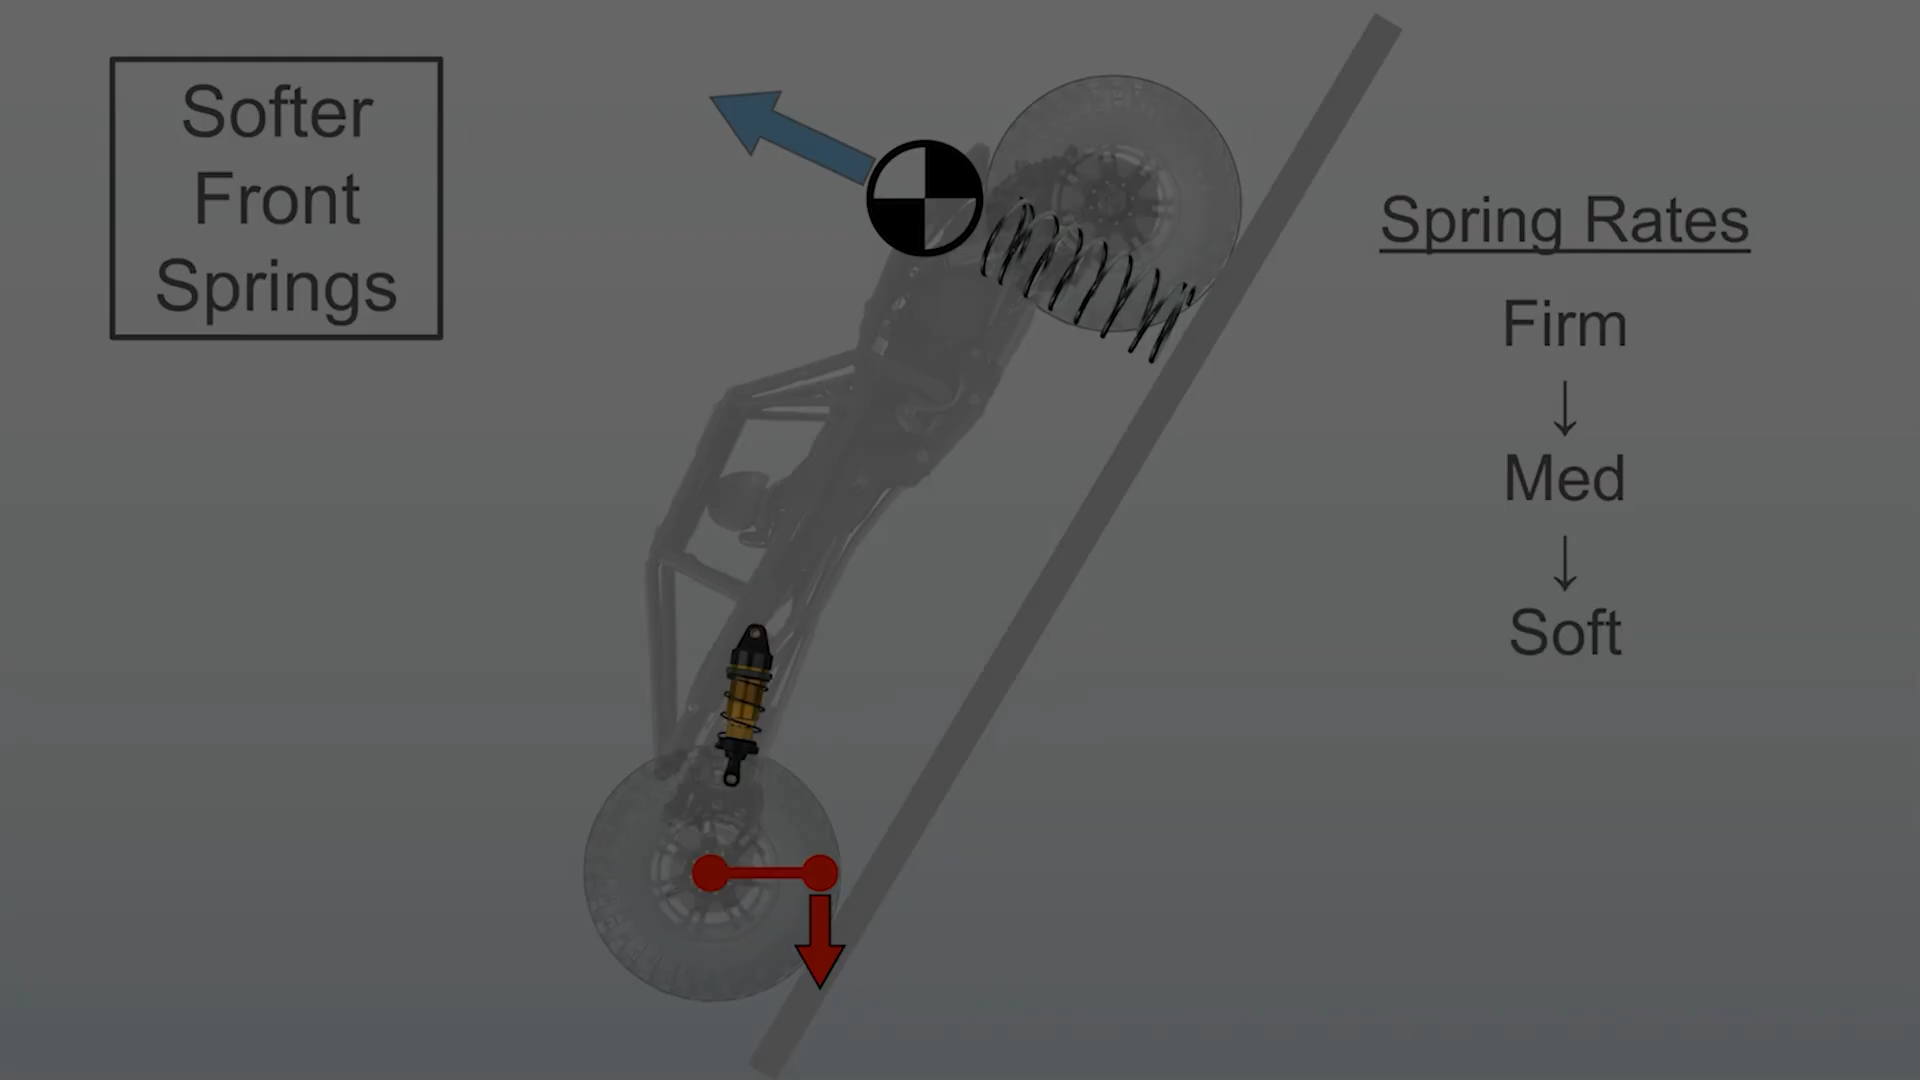 Softer
Front
Springs
Spring Rates
Firm
↓
Med
↓
Soft